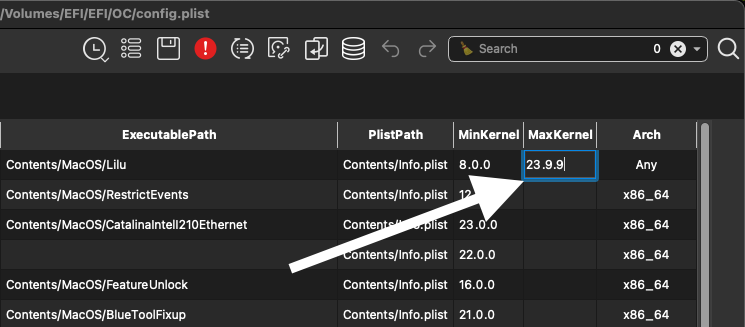 /Volumes/EFI/EFI/OC/config.plist
Search 0
ExecutablePath PlistPath MinKernel MaxKernel Arch
Contents/MacOS/Lilu Contents/Info.plist 8.0.0 23.9.9 Any
Contents/MacOS/RestrictEvents Contents/Info.plist x86_64
Contents/MacOS/CatalinaIntelI210Ethernet Contents/Info.plist 23.0.0 x86_64
Contents/Info.plist 22.0.0 x86_64
Contents/MacOS/FeatureUnlock Contents/Info.plist 16.0.0 x86_64
Contents/MacOS/BlueToolFixup Contents/Info.plist 21.0.0 x86_64